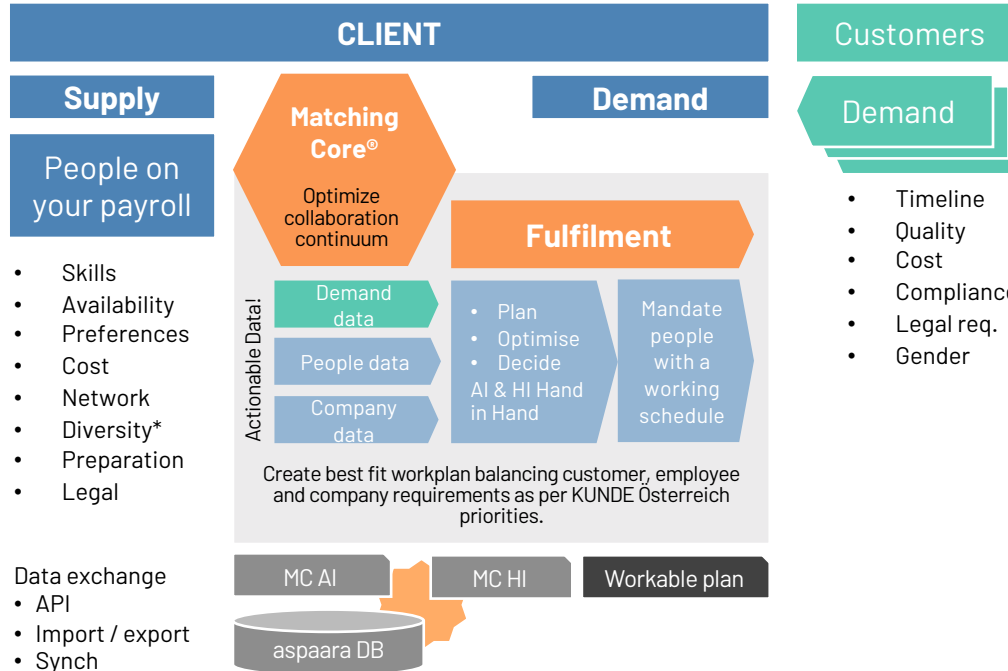 CLIENT
Customers
Supply
Matching
Core®
Demand
Demand
People on
your payroll
Optimize
collaboration
continuum
Fulfilment
• Timeline
• Quality
• Cost
• Compliance
• Legal req.
• Gender
• Skills
• Availability
• Preferences
• Cost
• Network
• Diversity*
• Preparation
• Legal
Actionable Data!
Demand
data
People data
Company
data
• Plan
• Optimise
• Decide
AI & HI Hand
in Hand
Mandate
people
with a
working
schedule
Create best fit workplan balancing customer, employee
and company requirements as per KUNDE Österreich
priorities.
Data exchange
• API
• Import / export
• Synch
MC AI
MC HI
Workable plan
aspaara DB